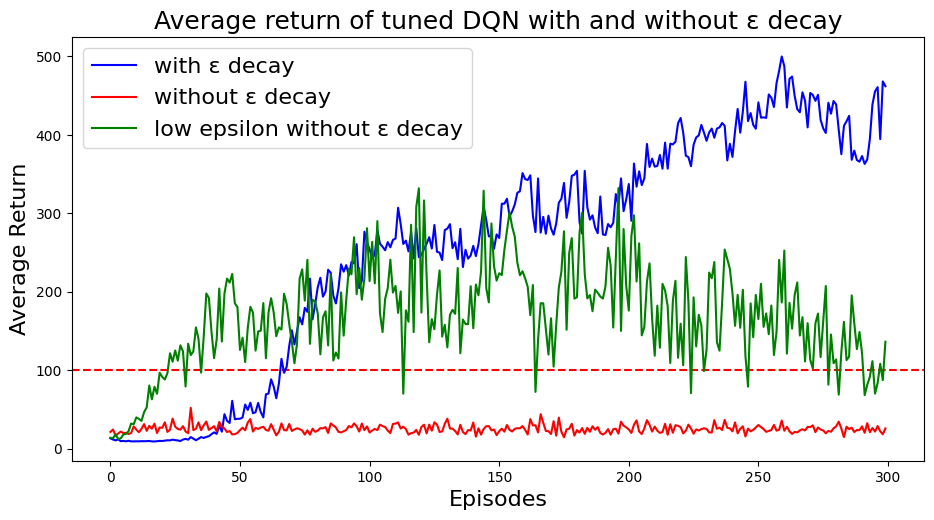 Average return of tuned DQN with and without ε decay
with ε decay
without ε decay
low epsilon without ε decay
Average Return
500
400
300
200
100
0
0 50 100 150 200 250 300
Episodes